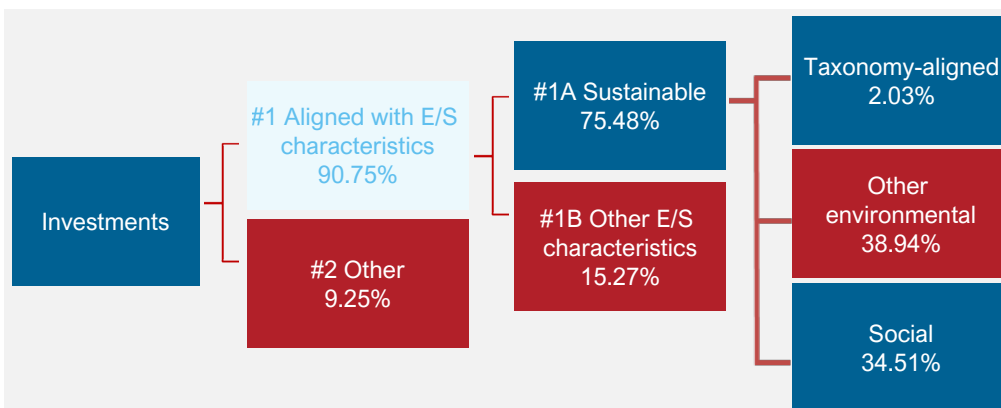 Investments
#1 Aligned with E/S
characteristics
90.75%
#2 Other
9.25%
#1A Sustainable
75.48%
#1B Other E/S
characteristics
15.27%
Taxonomy-aligned
2.03%
Other
environmental
38.94%
Social
34.51%